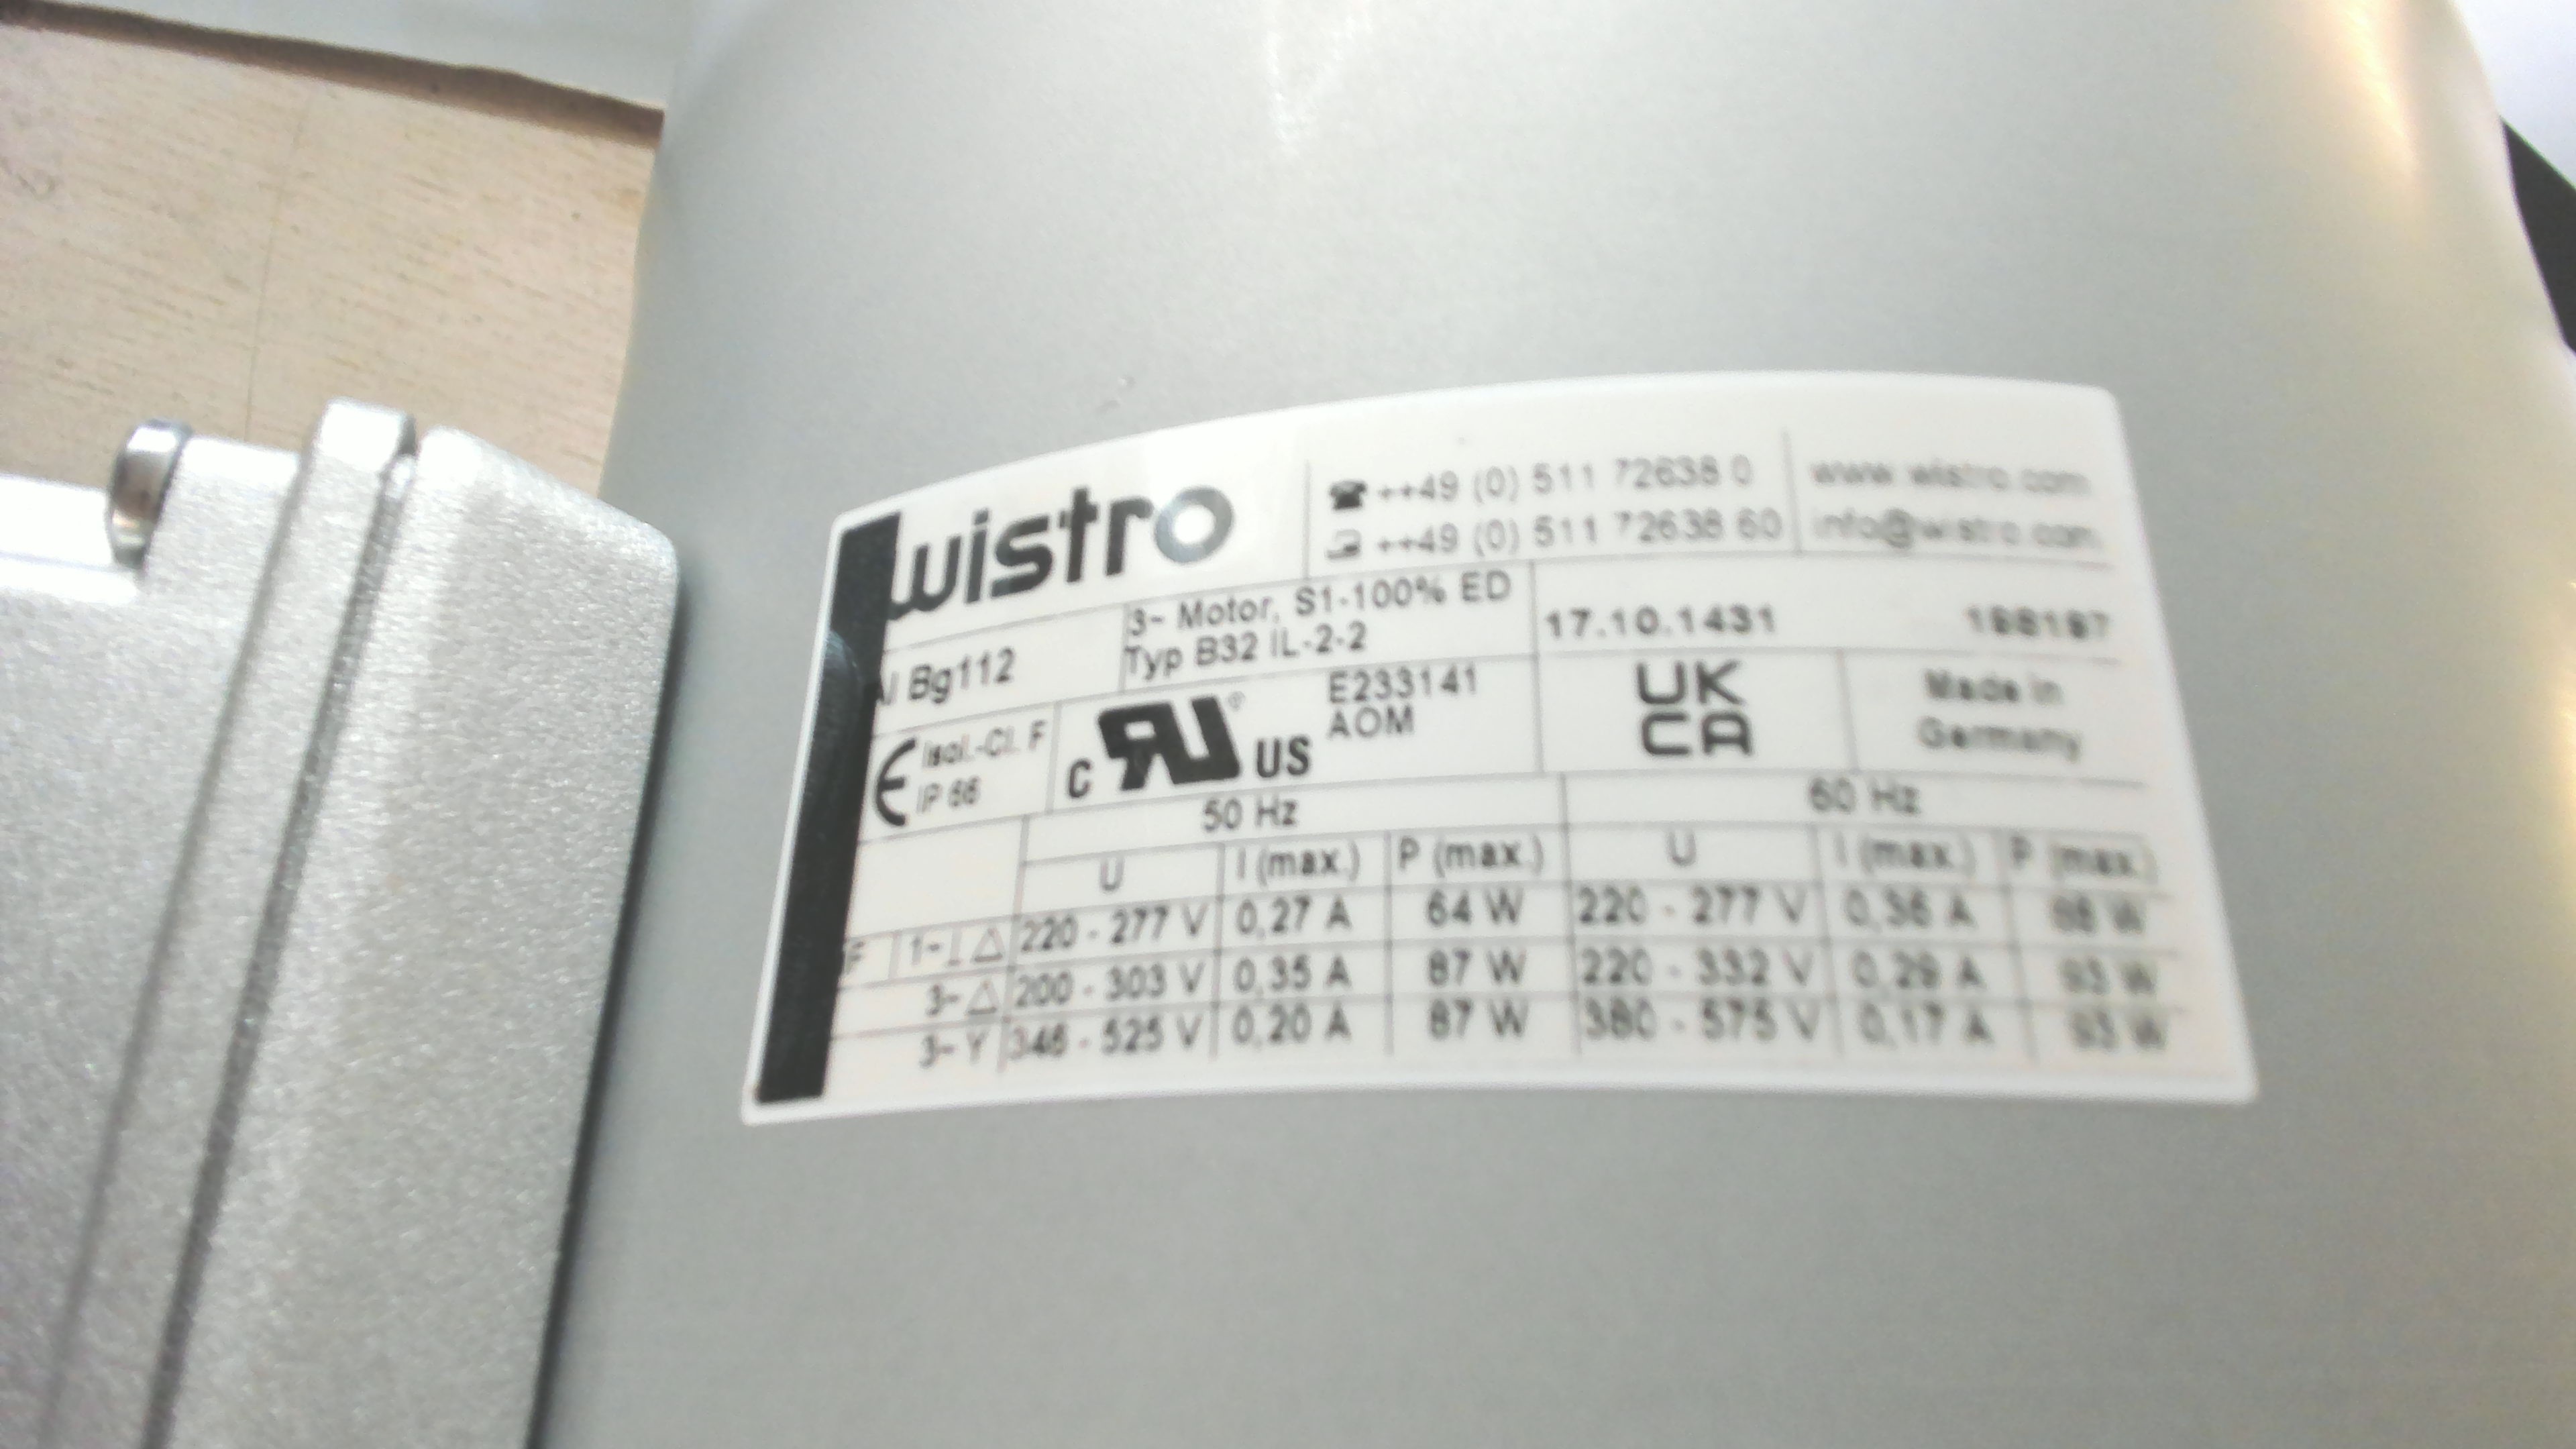 wistro
++49 (0) 511 72638 0
++49 (0) 511 72638 60
www.wistro.com
info@wistro.com
Bg112
3~ Motor, S1-100% ED
Typ B32 IL-2-2
17.10.1431
CE Isol.-Cl. F
IP 66
C RU® US
E233141
AOM
UK
CA
Made in
Germany
50 Hz 60 Hz
U I (max.) P (max.) U I (max.) P (max.)
1~⊥ △ 220 - 277 V 0,27 A 64 W 220 - 277 V 0,36 A
3~ △ 200 - 303 V 0,35 A 87 W 220 - 332 V 0,29 A 93 W
3~ Y 346 - 525 V 0,20 A 87 W 380 - 575 V 0,17 A 93 W